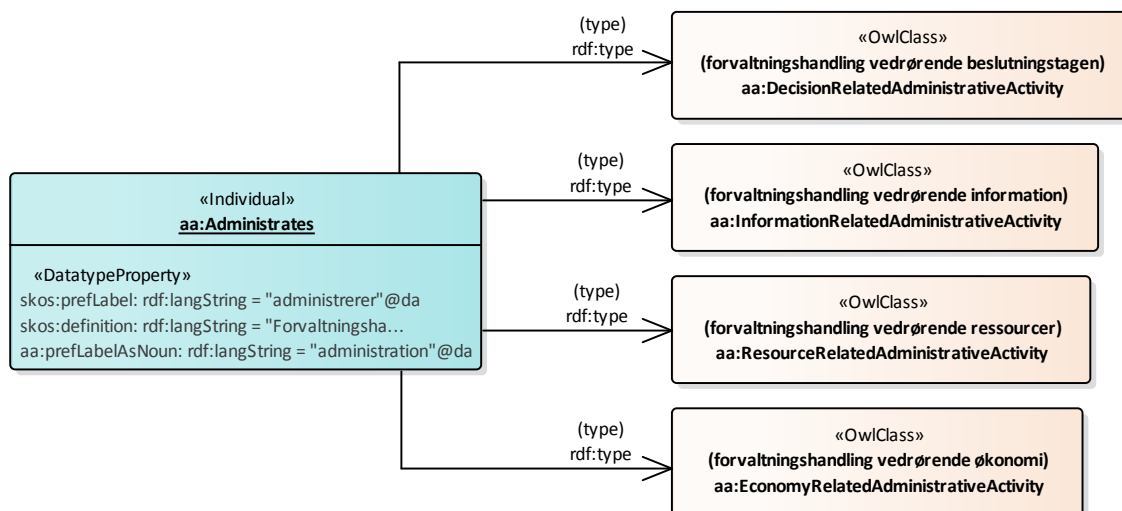 (type)
rdf:type
«OwlClass»
(forvaltningshandling vedrørende beslutningstagen)
aa:DecisionRelatedAdministrativeActivity
«Individual»
aa:Administrates
«DatatypeProperty»
skos:prefLabel: rdf:langString = "administrerer"@da
skos:definition: rdf:langString = "Forvaltningsha...
aa:prefLabelAsNoun: rdf:langString = "administration"@da
(type)
rdf:type
«OwlClass»
(forvaltningshandling vedrørende information)
aa:InformationRelatedAdministrativeActivity
(type)
rdf:type
«OwlClass»
(forvaltningshandling vedrørende ressourcer)
aa:ResourceRelatedAdministrativeActivity
(type)
rdf:type
«OwlClass»
(forvaltningshandling vedrørende økonomi)
aa:EconomyRelatedAdministrativeActivity